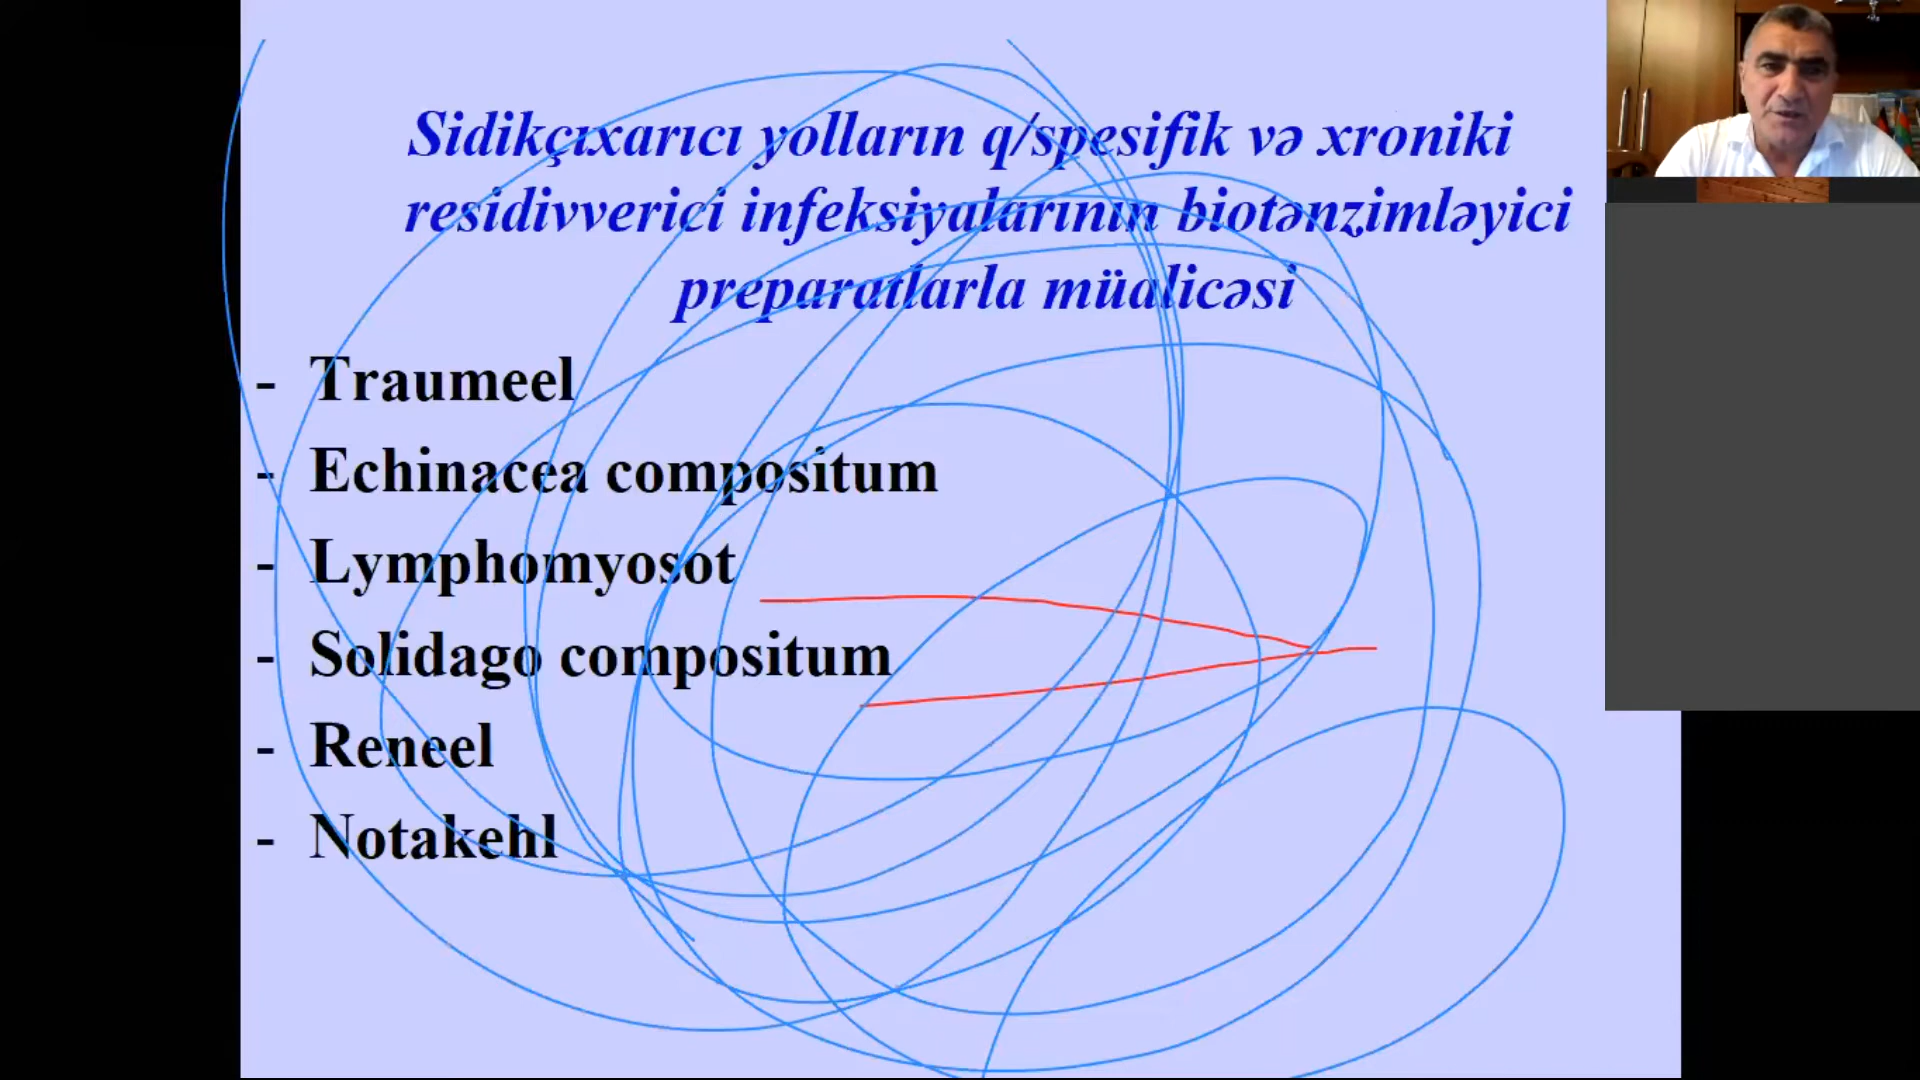 Sidikçıxarıcı yolların q/spesifik və xroniki
residivverici infeksiyalarının biotənzimləyici
preparatlarla müalicəsi
- Traumeel
- Echinacea compositum
- Lymphomyosot
- Solidago compositum
- Reneel
- Notakehl